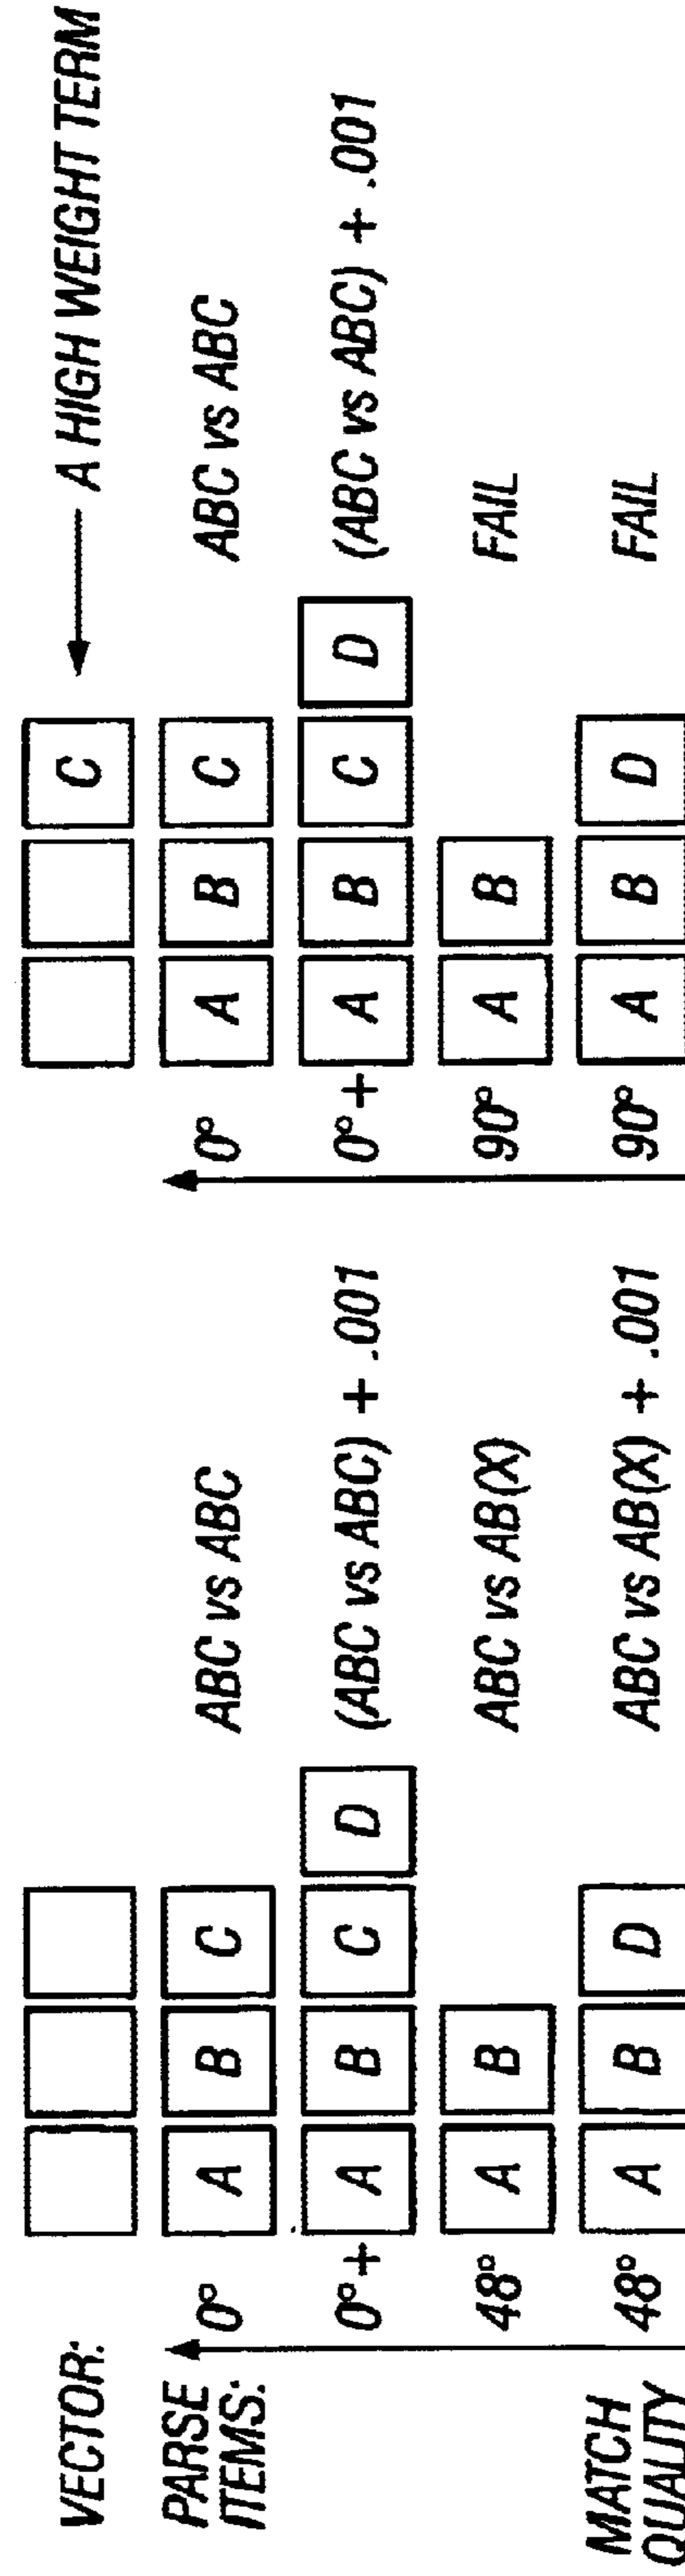 VECTOR: C ← A HIGH WEIGHT TERM
PARSE ITEMS: 0° A B C ABC vs ABC 0° A B C ABC vs ABC
0°+ A B C D (ABC vs ABC) + .001 0°+ A B C D (ABC vs ABC) + .001
48° A B ABC vs AB(X) 90° A B FAIL
MATCH QUALITY 48° A B D ABC vs AB(X) + .001 90° A B D FAIL